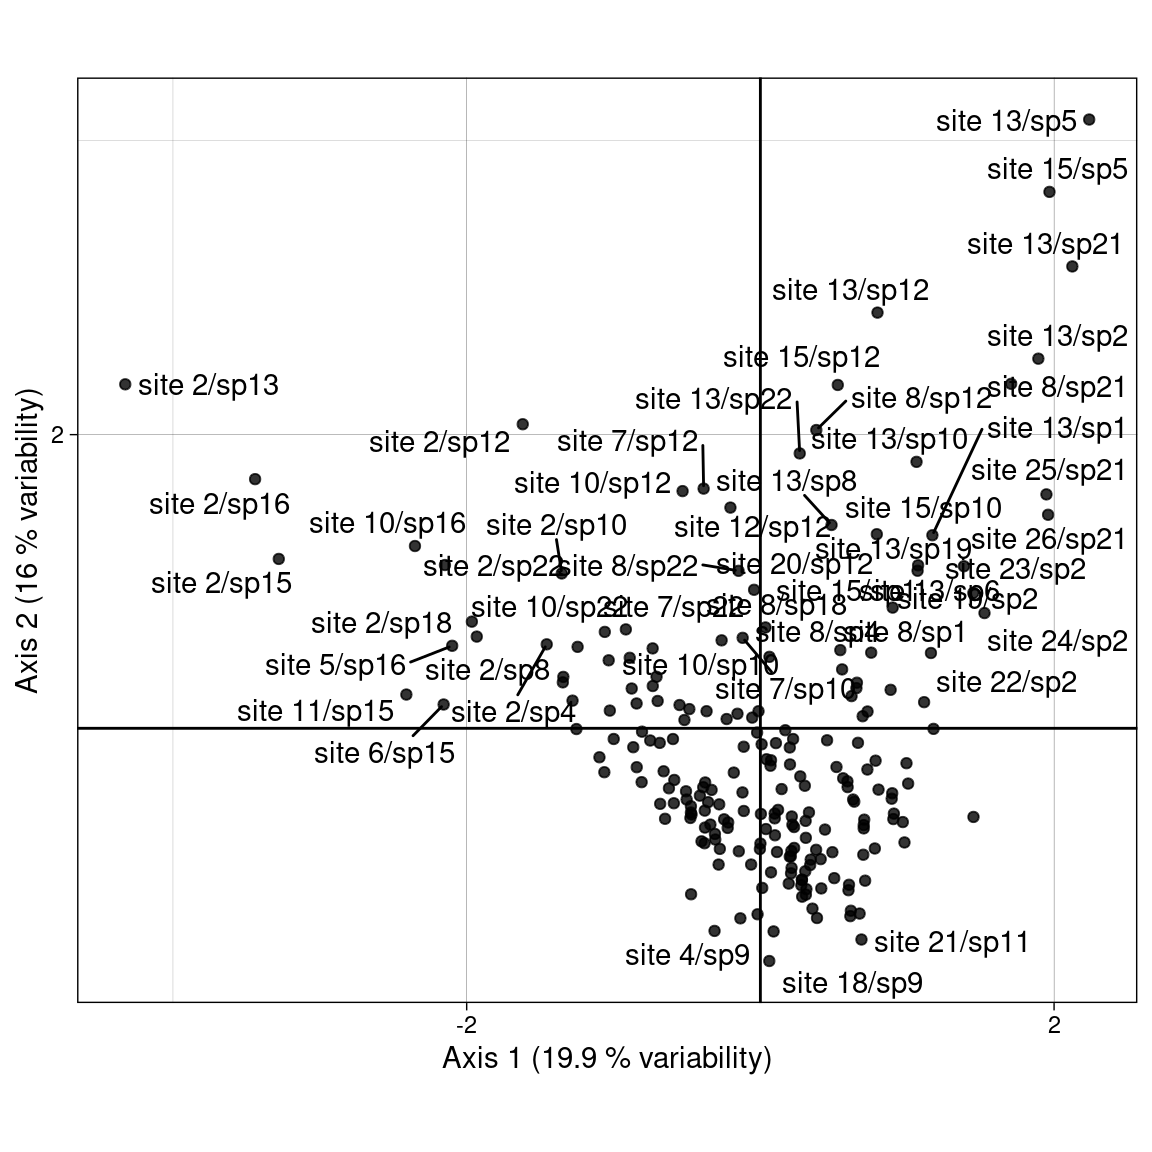 site 13/sp5
site 15/sp5
site 13/sp21
site 13/sp12
site 13/sp2
site 15/sp12
site 2/sp13
site 8/sp21
site 13/sp22
site 8/sp12
site 13/sp1
2
site 2/sp12
site 7/sp12
site 13/sp10
site 25/sp21
site 10/sp12
site 13/sp8
site 2/sp16
site 15/sp10
site 10/sp16
site 2/sp10
site 12/sp12
site 26/sp21
site 13/sp19
site 2/sp22
site 8/sp22
site 20/sp12
site 23/sp2
site 2/sp15
site 13/sp6
site 10/sp22
site 7/sp22
site 8/sp18
site 19/sp2
site 2/sp18
site 8/sp4
site 8/sp1
site 24/sp2
site 5/sp16
site 2/sp8
site 10/sp10
site 22/sp2
site 7/sp10
site 11/sp15
site 2/sp4
site 6/sp15
site 4/sp9
site 21/sp11
site 18/sp9
-2
2
Axis 1 (19.9 % variability)
Axis 2 (16 % variability)